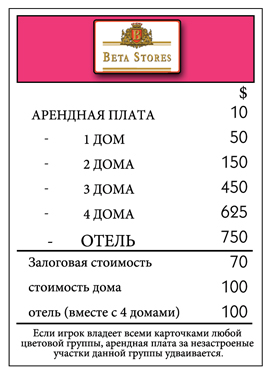 B
BETA STORES
$
АРЕНДНАЯ ПЛАТА 10
- 1 ДОМ 50
- 2 ДОМА 150
- 3 ДОМА 450
- 4 ДОМА 625
- ОТЕЛЬ 750
Залоговая стоимость 70
стоимость дома 100
отель (вместе с 4 домами) 100
Если игрок владеет всеми карточками любой
цветовой группы, арендная плата за незастроеные
участки данной группы удваивается.